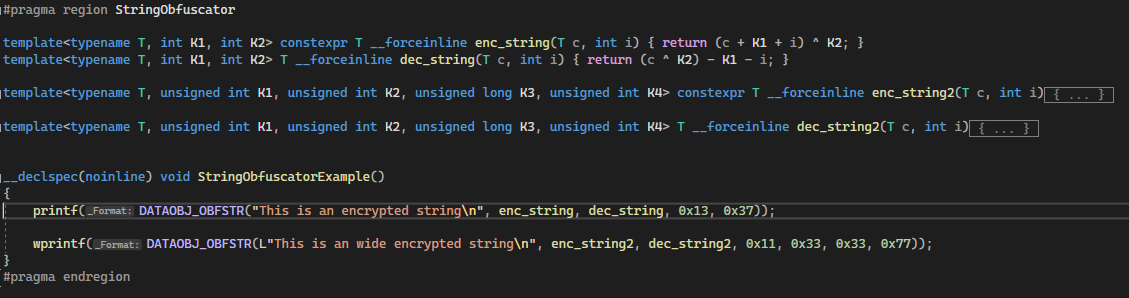 #pragma region StringObfuscator
template<typename T, int K1, int K2> constexpr T __forceinline enc_string(T c, int i) { return (c + K1 + i) ^ K2; }
template<typename T, int K1, int K2> T __forceinline dec_string(T c, int i) { return (c ^ K2) - K1 - i; }
template<typename T, unsigned int K1, unsigned int K2, unsigned long K3, unsigned int K4> constexpr T __forceinline enc_string2(T c, int i){ ... }
template<typename T, unsigned int K1, unsigned int K2, unsigned long K3, unsigned int K4> T __forceinline dec_string2(T c, int i){ ... }
__declspec(noinline) void StringObfuscatorExample()
{
printf(_Format: DATAOBJ_OBFSTR("This is an encrypted string\n", enc_string, dec_string, 0x13, 0x37));
wprintf(_Format: DATAOBJ_OBFSTR(L"This is an wide encrypted string\n", enc_string2, dec_string2, 0x11, 0x33, 0x33, 0x77));
}
#pragma endregion